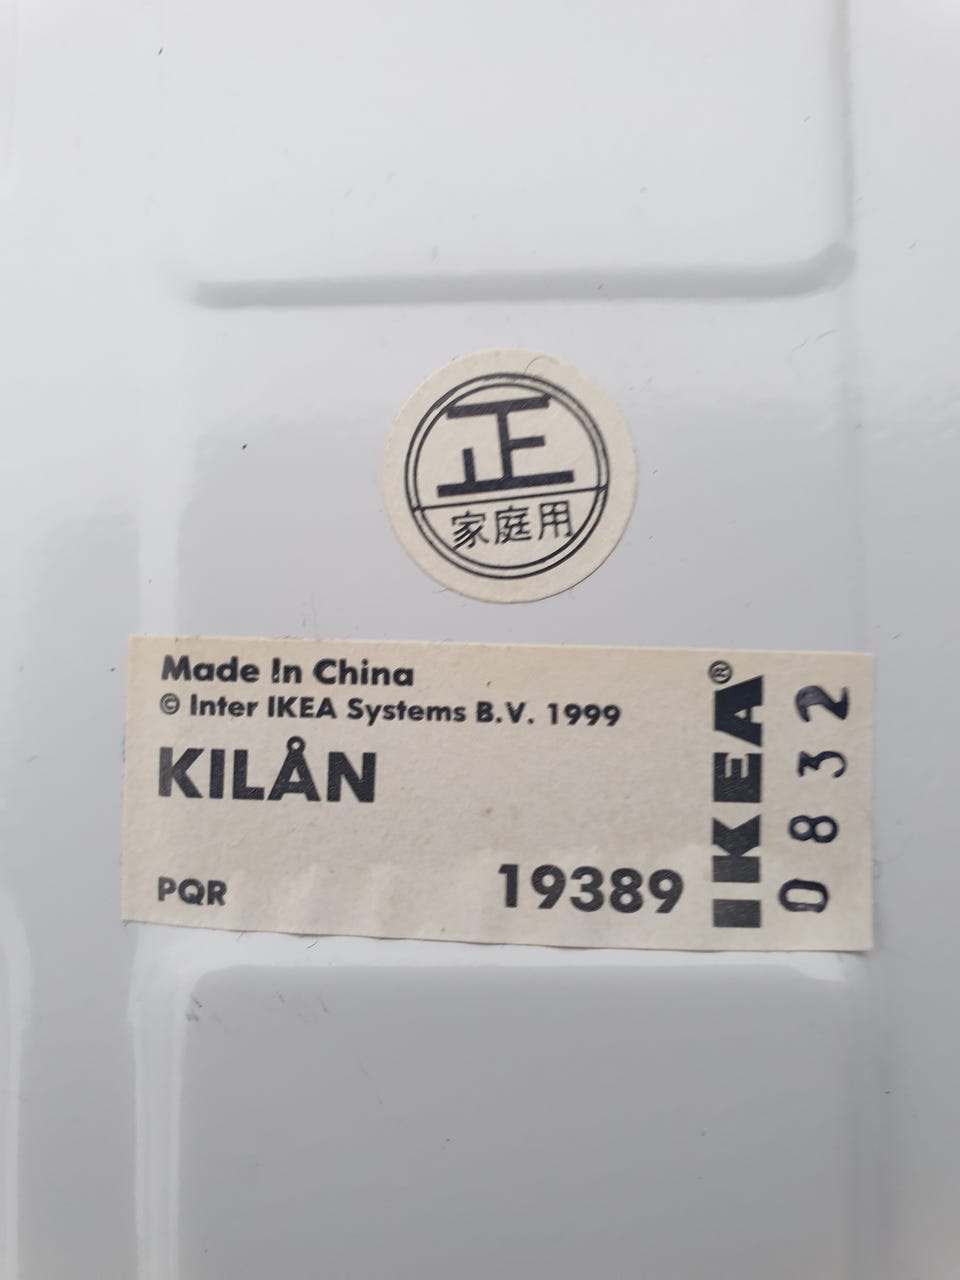 正
家庭用
Made In China
© Inter IKEA Systems B.V. 1999
KILÅN
PQR
19389
IKEA®
0832